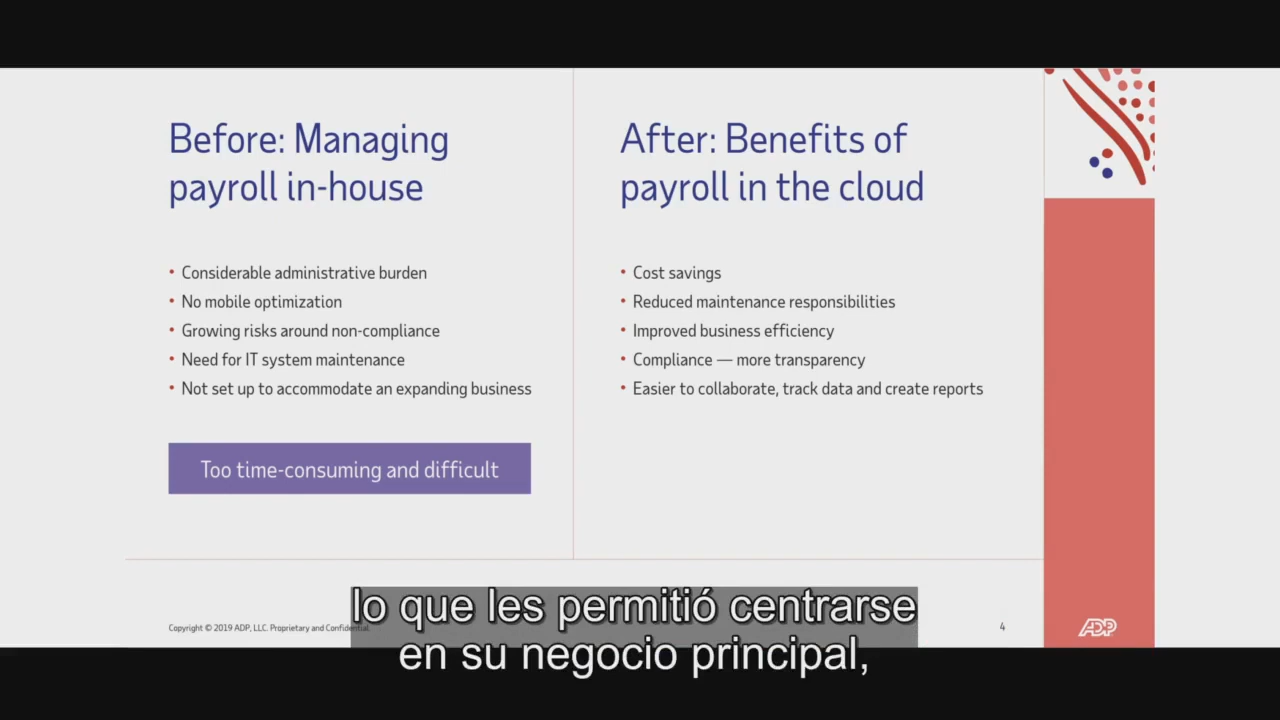 Before: Managing
payroll in-house
• Considerable administrative burden
• No mobile optimization
• Growing risks around non-compliance
• Need for IT system maintenance
• Not set up to accommodate an expanding business
Too time-consuming and difficult
After: Benefits of
payroll in the cloud
• Cost savings
• Reduced maintenance responsibilities
• Improved business efficiency
• Compliance — more transparency
• Easier to collaborate, track data and create reports
Copyright © 2019 ADP, LLC. Proprietary and Confidential.
4
ADP
lo que les permitió centrarse
en su negocio principal,